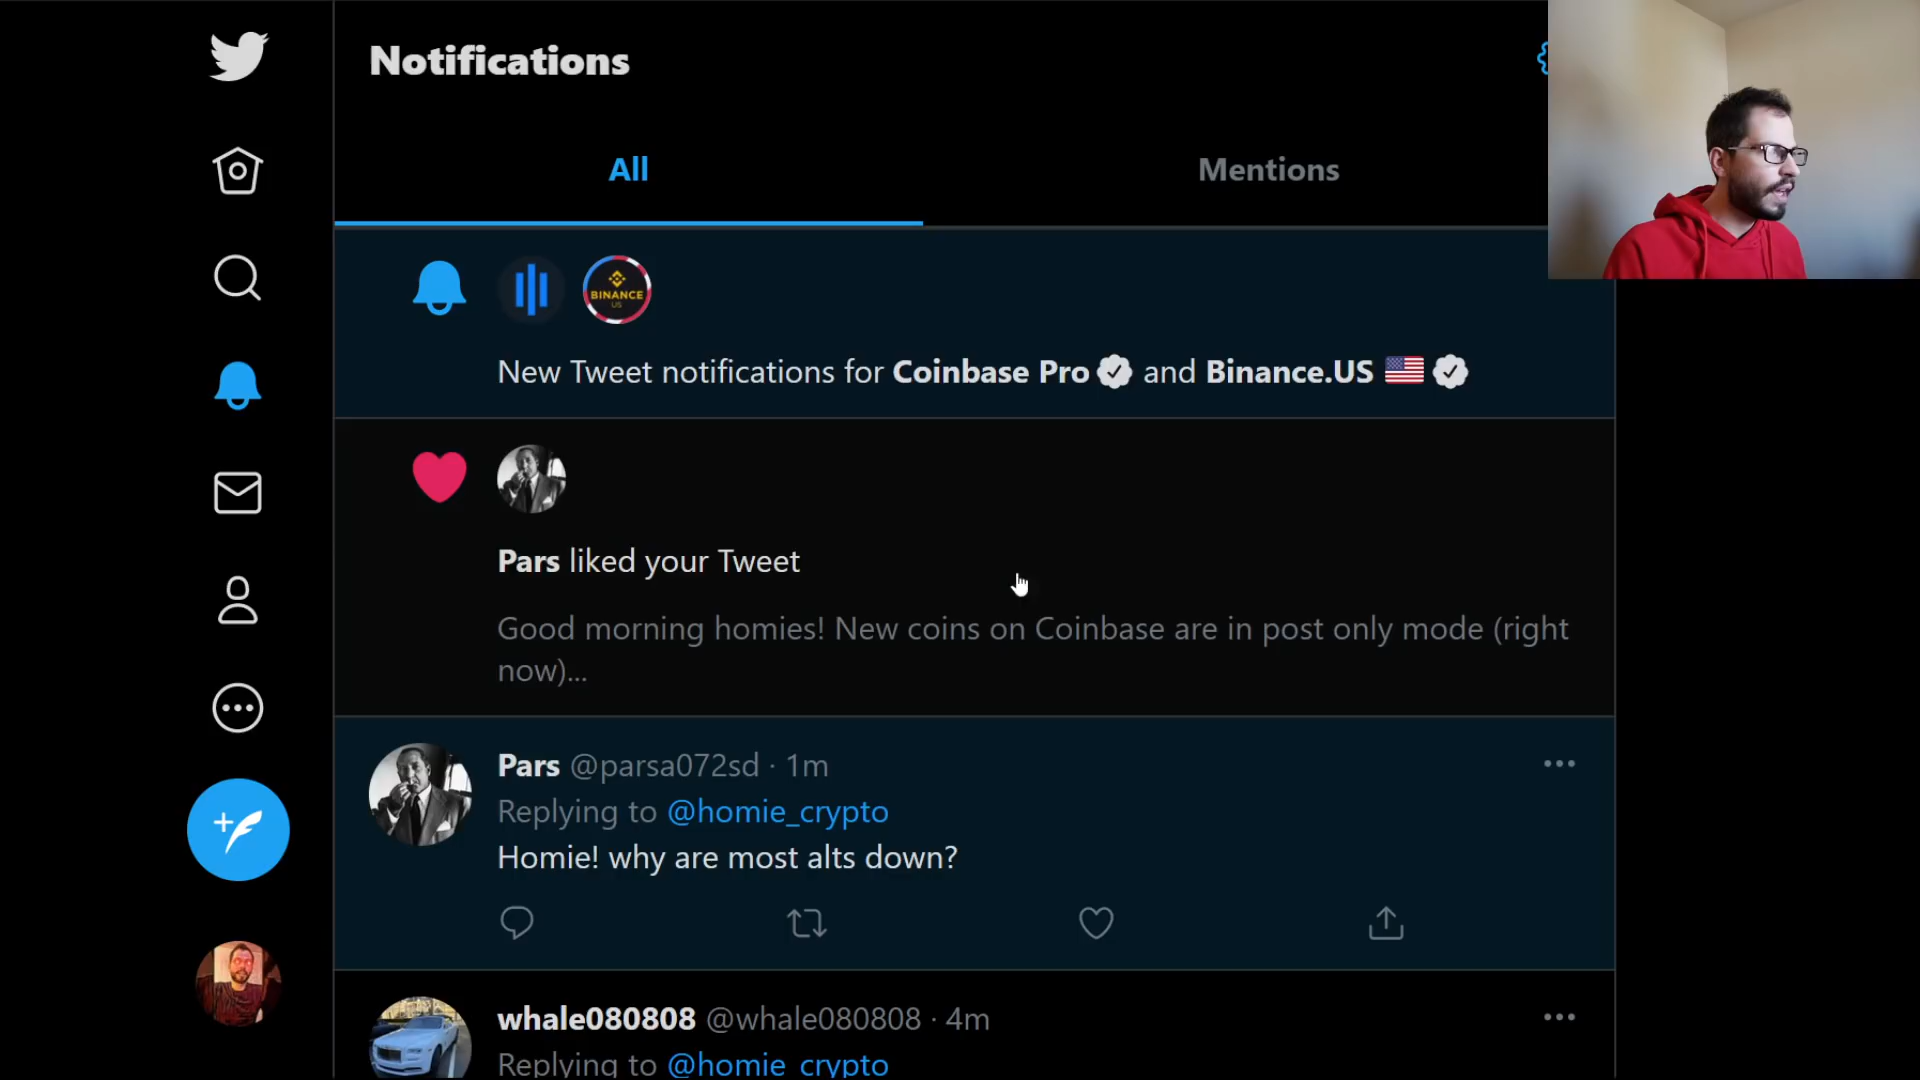 Notifications
All
Mentions
BINANCE
US
New Tweet notifications for Coinbase Pro and Binance.US
Pars liked your Tweet
Good morning homies! New coins on Coinbase are in post only mode (right
now)...
Pars @parsa072sd · 1m
Replying to @homie_crypto
Homie! why are most alts down?
whale080808 @whale080808 · 4m
Replying to @homie_crypto